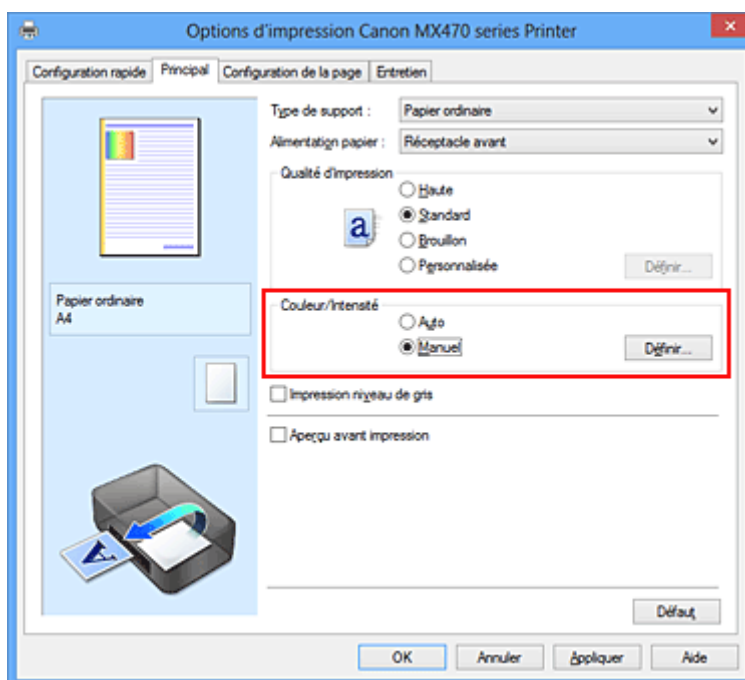 Options d'impression Canon MX470 series Printer
Configuration rapide Principal Configuration de la page Entretien
Type de support : Papier ordinaire
Alimentation papier : Réceptacle avant
Qualité d'impression
Haute
a Standard
Brouillon
Personnalisée Définir...
Papier ordinaire
A4
Couleur/Intensité
Auto
Manuel Définir...
Impression niveau de gris
Aperçu avant impression
A
Défaut
OK Annuler Appliquer Aide